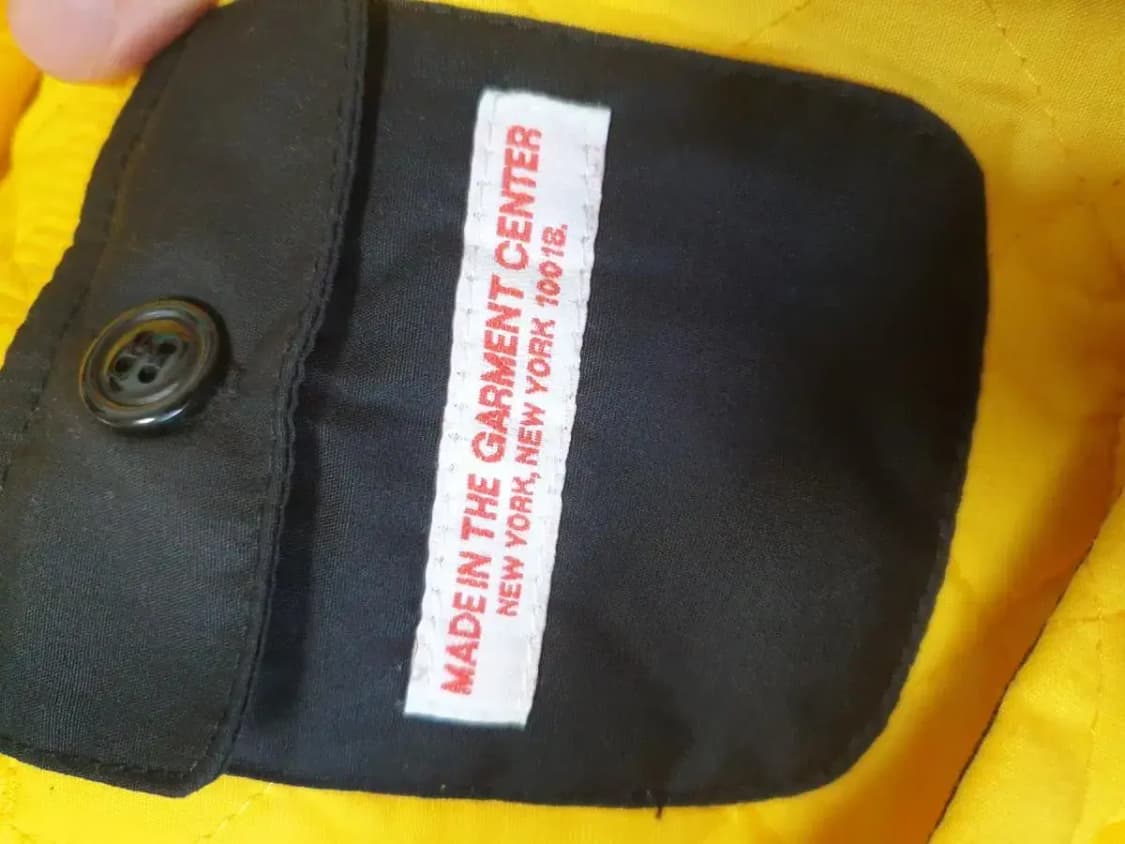 MADE IN THE GARMENT CENTER
NEW YORK, NEW YORK 10018.